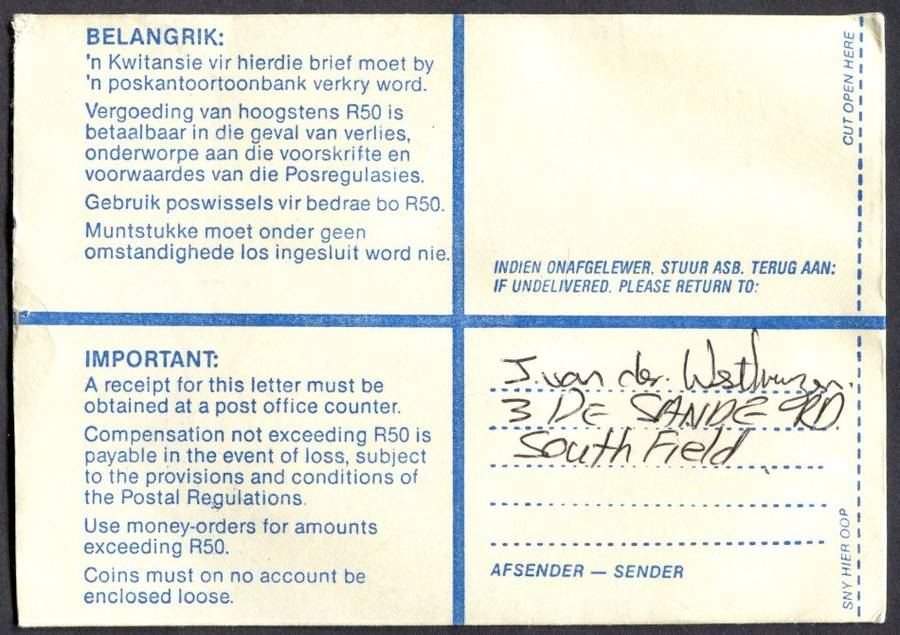 BELANGRIK:
'n Kwitansie vir hierdie brief moet by
'n poskantoortoonbank verkry word.
Vergoeding van hoogstens R50 is
betaalbaar in die geval van verlies,
onderworpe aan die voorskrifte en
voorwaardes van die Posregulasies.
Gebruik poswissels vir bedrae bo R50.
Muntstukke moet onder geen
omstandighede los ingesluit word nie.
CUT OPEN HERE
INDIEN ONAFGELEWER, STUUR ASB. TERUG AAN:
IF UNDELIVERED, PLEASE RETURN TO:
IMPORTANT:
A receipt for this letter must be
obtained at a post office counter.
Compensation not exceeding R50 is
payable in the event of loss, subject
to the provisions and conditions of
the Postal Regulations.
Use money-orders for amounts
exceeding R50.
Coins must on no account be
enclosed loose.
J. van der Westhuizen.
3 DE SANDE RD
South Field
AFSENDER — SENDER
SNY HIER OOP